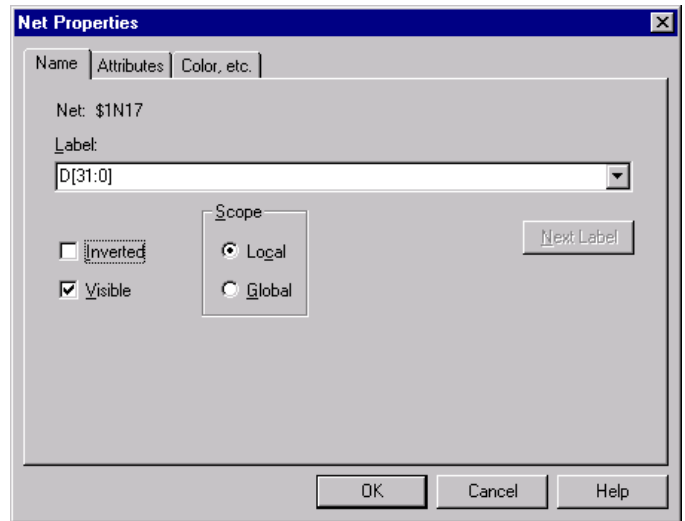 Net Properties
Name Attributes Color, etc.
Net: $1N17
Label:
D[31:0]
Scope
Inverted Local Next Label
Visible Global
OK Cancel Help